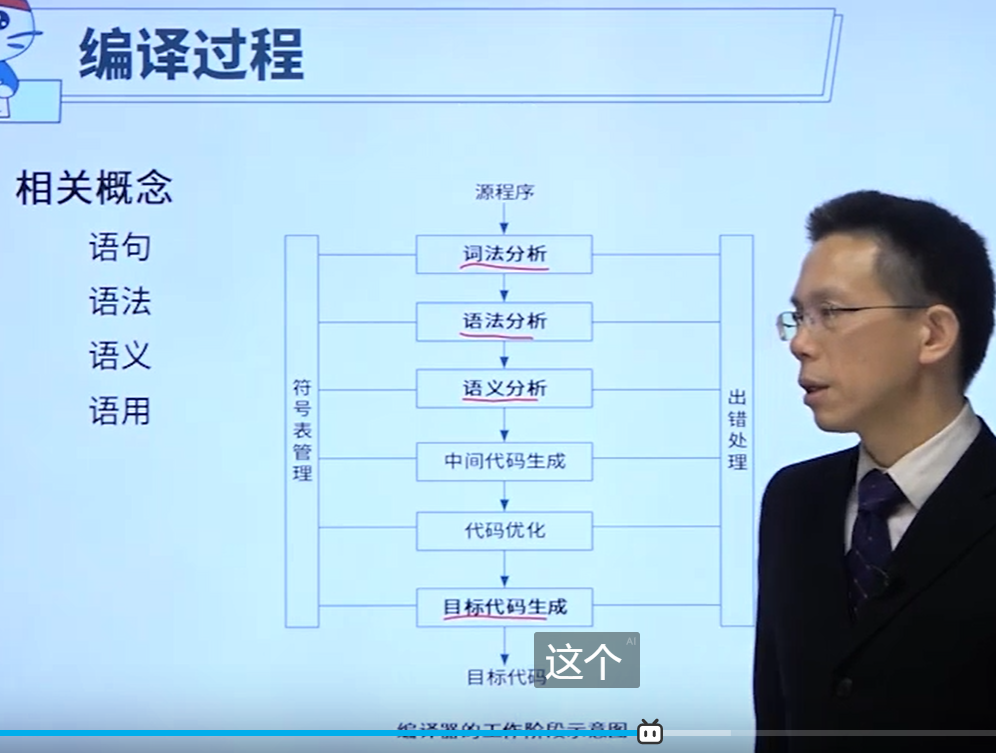 编译过程
相关概念
语句
语法
语义
语用
源程序
词法分析
语法分析
语义分析
中间代码生成
代码优化
目标代码生成
目标代码
符号表管理
出错处理
这个
AI
编译器的工作阶段示意图